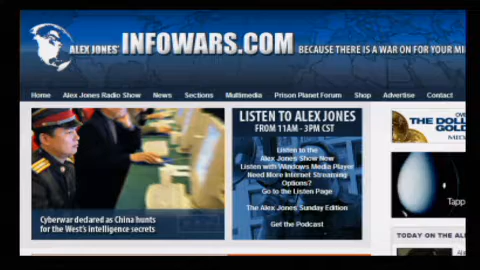 ALEX JONES' INFOWARS.COM BECAUSE THERE IS A WAR ON FOR YOUR MI
Home Alex Jones Radio Show News Sections Multimedia Prison Planet Forum Shop Advertise Contact
Cyberwar declared as China hunts
for the West's intelligence secrets
LISTEN TO ALEX JONES
FROM 11AM - 3PM CST
Listen to the
Alex Jones Show Now
Listen with Windows Media Player
Need More Internet Streaming
Options?
Go to the Listen Page
The Alex Jones Sunday Edition
Get the Podcast
THE DOLL
GOL
Tapp
TODAY ON THE AL